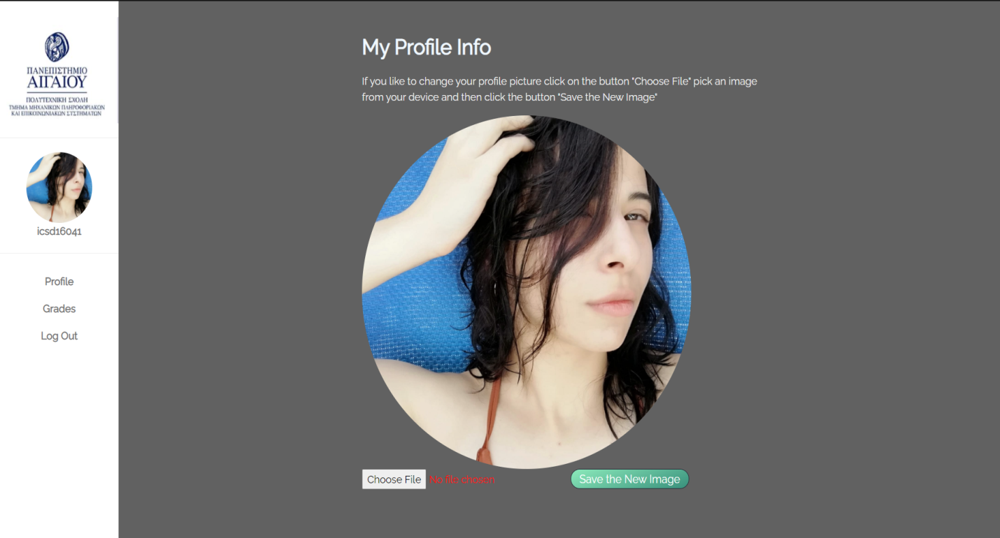 ΠΑΝΕΠΙΣΤΗΜΙΟ
ΑΙΓΑΙΟΥ
ΠΟΛΥΤΕΧΝΙΚΗ ΣΧΟΛΗ
ΤΜΗΜΑ ΜΗΧΑΝΙΚΩΝ ΠΛΗΡΟΦΟΡΙΑΚΩΝ
ΚΑΙ ΕΠΙΚΟΙΝΩΝΙΑΚΩΝ ΣΥΣΤΗΜΑΤΩΝ
icsd16041
Profile
Grades
Log Out
My Profile Info
If you like to change your profile picture click on the button "Choose File" pick an image
from your device and then click the button "Save the New Image"
Choose File No file chosen
Save the New Image